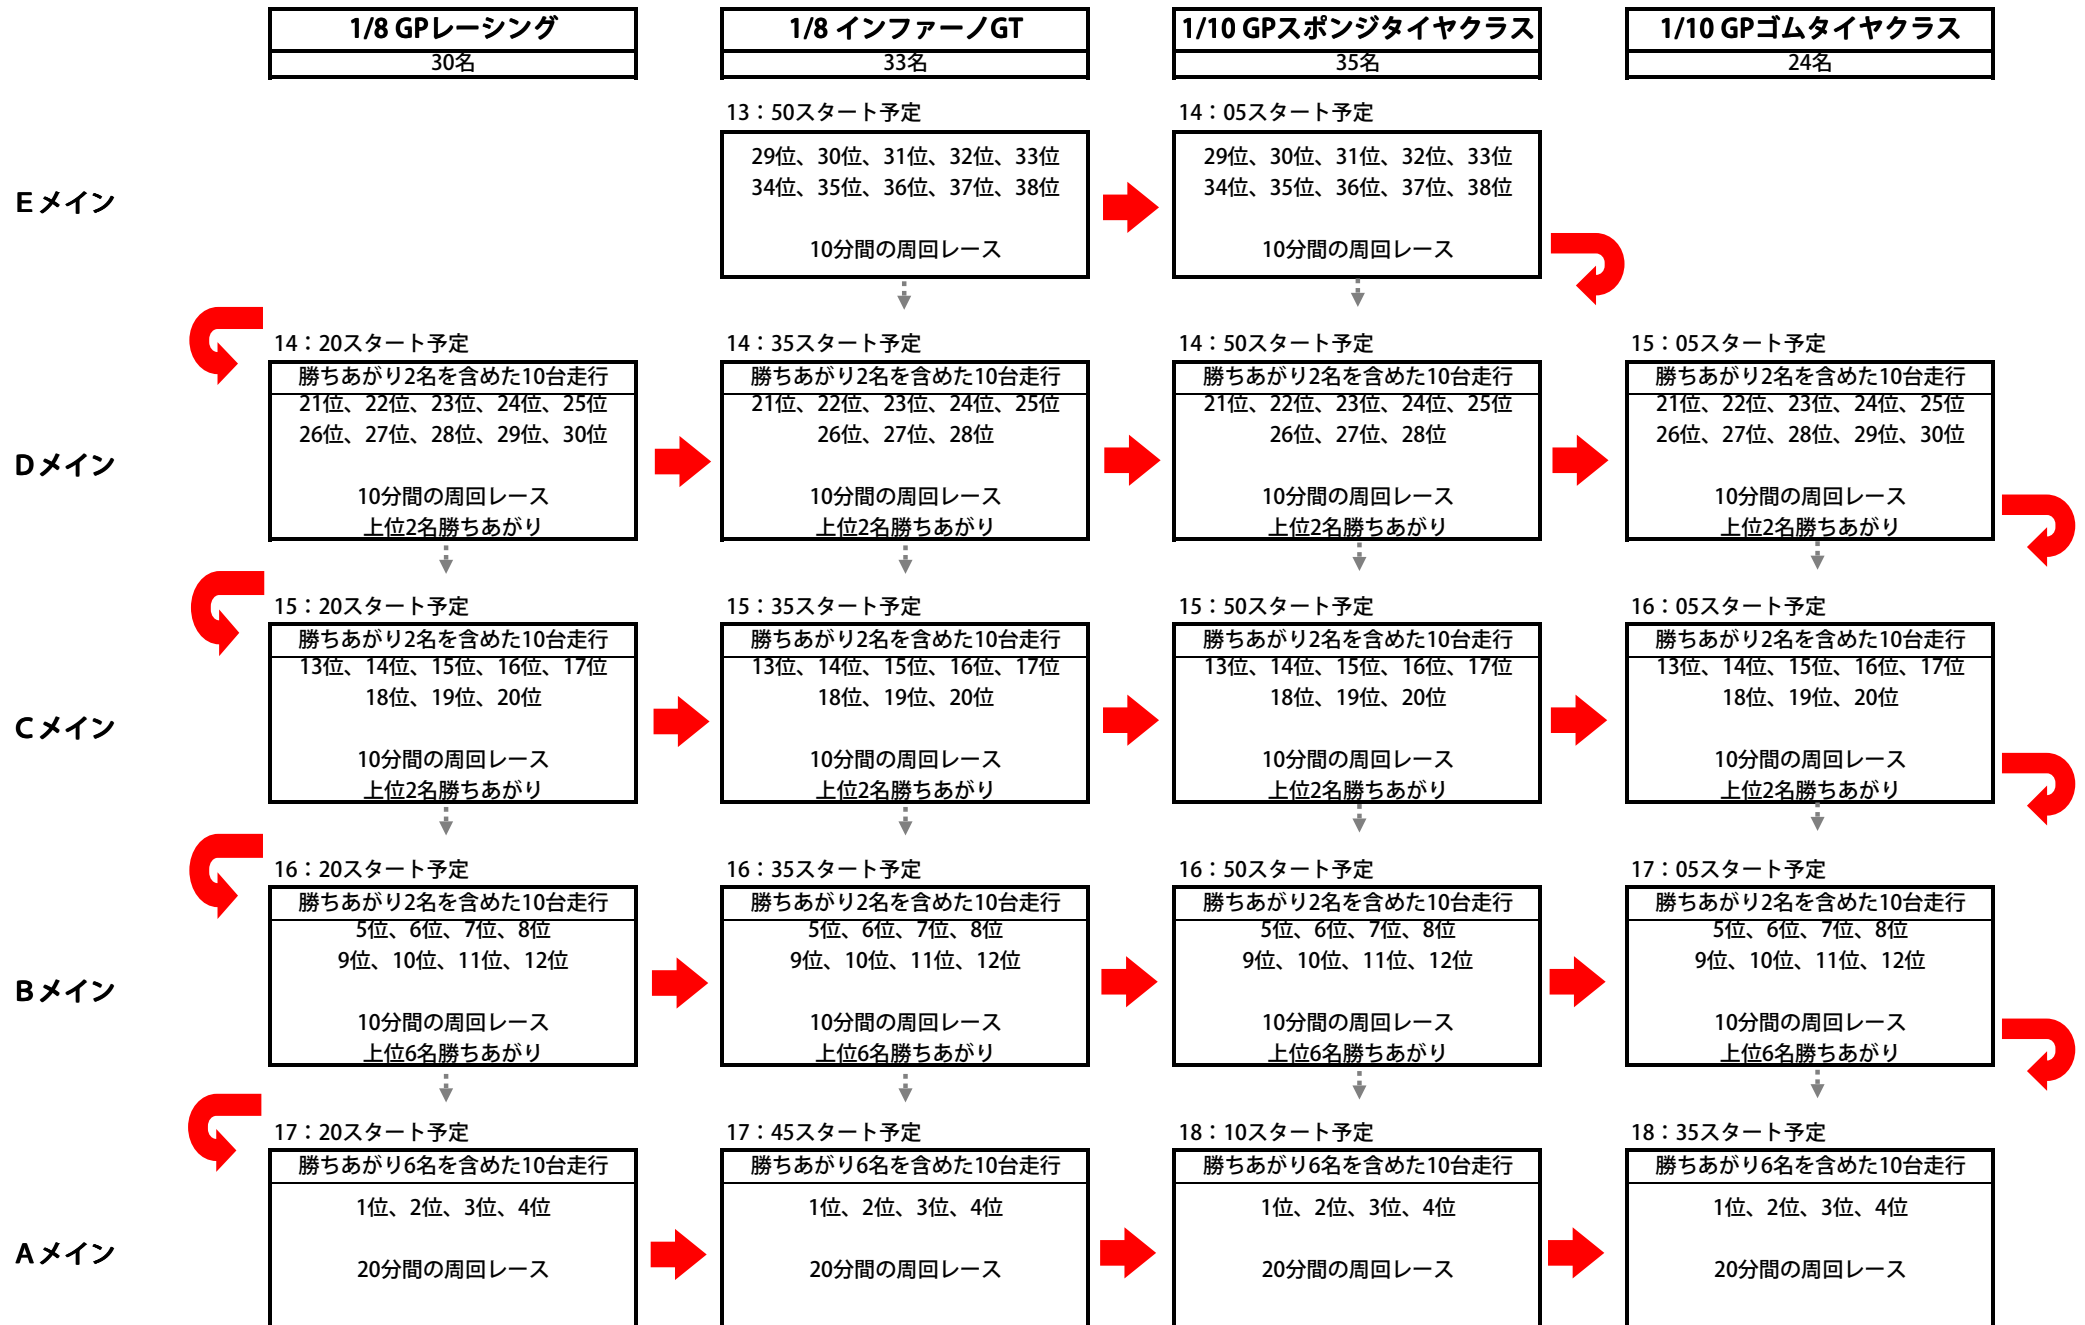 1/8 GPレーシング
30名
1/8 インファーノGT
33名
1/10 GPスポンジタイヤクラス
35名
1/10 GPゴムタイヤクラス
24名
Eメイン
13：50スタート予定
29位、30位、31位、32位、33位
34位、35位、36位、37位、38位
10分間の周回レース
14：05スタート予定
29位、30位、31位、32位、33位
34位、35位、36位、37位、38位
10分間の周回レース
Dメイン
14：20スタート予定
勝ちあがり2名を含めた10台走行
21位、22位、23位、24位、25位
26位、27位、28位、29位、30位
10分間の周回レース
上位2名勝ちあがり
14：35スタート予定
勝ちあがり2名を含めた10台走行
21位、22位、23位、24位、25位
26位、27位、28位
10分間の周回レース
上位2名勝ちあがり
14：50スタート予定
勝ちあがり2名を含めた10台走行
21位、22位、23位、24位、25位
26位、27位、28位
10分間の周回レース
上位2名勝ちあがり
15：05スタート予定
勝ちあがり2名を含めた10台走行
21位、22位、23位、24位、25位
26位、27位、28位、29位、30位
10分間の周回レース
上位2名勝ちあがり
Cメイン
15：20スタート予定
勝ちあがり2名を含めた10台走行
13位、14位、15位、16位、17位
18位、19位、20位
10分間の周回レース
上位2名勝ちあがり
15：35スタート予定
勝ちあがり2名を含めた10台走行
13位、14位、15位、16位、17位
18位、19位、20位
10分間の周回レース
上位2名勝ちあがり
15：50スタート予定
勝ちあがり2名を含めた10台走行
13位、14位、15位、16位、17位
18位、19位、20位
10分間の周回レース
上位2名勝ちあがり
16：05スタート予定
勝ちあがり2名を含めた10台走行
13位、14位、15位、16位、17位
18位、19位、20位
10分間の周回レース
上位2名勝ちあがり
Bメイン
16：20スタート予定
勝ちあがり2名を含めた10台走行
5位、6位、7位、8位
9位、10位、11位、12位
10分間の周回レース
上位6名勝ちあがり
16：35スタート予定
勝ちあがり2名を含めた10台走行
5位、6位、7位、8位
9位、10位、11位、12位
10分間の周回レース
上位6名勝ちあがり
16：50スタート予定
勝ちあがり2名を含めた10台走行
5位、6位、7位、8位
9位、10位、11位、12位
10分間の周回レース
上位6名勝ちあがり
17：05スタート予定
勝ちあがり2名を含めた10台走行
5位、6位、7位、8位
9位、10位、11位、12位
10分間の周回レース
上位6名勝ちあがり
Aメイン
17：20スタート予定
勝ちあがり6名を含めた10台走行
1位、2位、3位、4位
20分間の周回レース
17：45スタート予定
勝ちあがり6名を含めた10台走行
1位、2位、3位、4位
20分間の周回レース
18：10スタート予定
勝ちあがり6名を含めた10台走行
1位、2位、3位、4位
20分間の周回レース
18：35スタート予定
勝ちあがり6名を含めた10台走行
1位、2位、3位、4位
20分間の周回レース